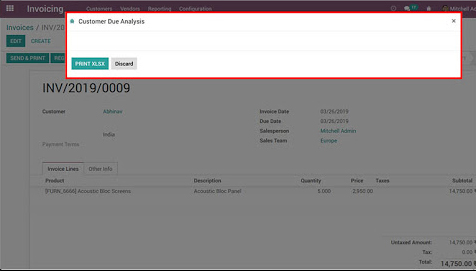 Invoicing Customers Vendors Reporting Configuration Mitchell Admin
Invoices / INV/20
EDIT CREATE
Customer Due Analysis ×
PRINT XLSX Discard
SEND & PRINT
INV/2019/0009
Customer Abhinav
India
Payment Terms
Invoice Date 03/26/2019
Due Date 03/26/2019
Salesperson Mitchell Admin
Sales Team Europe
Invoice Lines Other Info
Product Description Quantity Price Taxes Subtotal
[FURN_6666] Acoustic Bloc Screens Acoustic Bloc Panel 5.000 2,950.00 14,750.00
Untaxed Amount: 14,750.00
Tax: 0.00
Total: 14,750.00